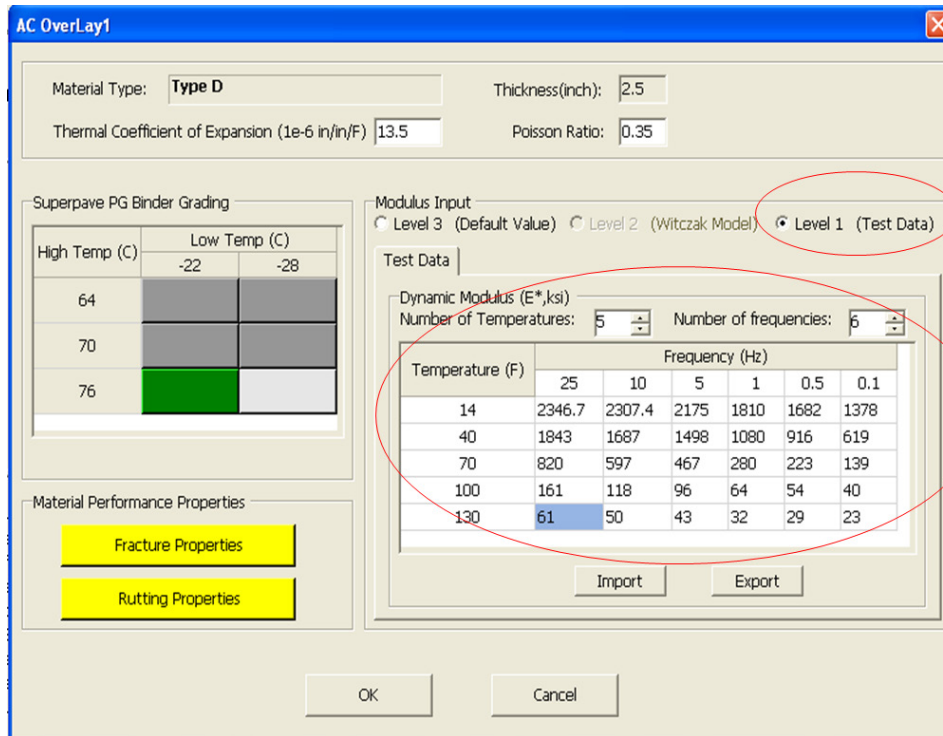 AC OverLay1
Material Type: Type D Thickness(inch): 2.5
Thermal Coefficient of Expansion (1e-6 in/in/F) 13.5 Poisson Ratio: 0.35
Superpave PG Binder Grading
High Temp (C) Low Temp (C)
-22 -28
64
70
76
Material Performance Properties
Fracture Properties
Rutting Properties
Modulus Input
Level 3 (Default Value) Level 2 (Witczak Model) Level 1 (Test Data)
Test Data
Dynamic Modulus (E*,ksi)
Number of Temperatures: 5 Number of frequencies: 6
Temperature (F) Frequency (Hz)
25 10 5 1 0.5 0.1
14 2346.7 2307.4 2175 1810 1682 1378
40 1843 1687 1498 1080 916 619
70 820 597 467 280 223 139
100 161 118 96 64 54 40
130 61 50 43 32 29 23
Import Export
OK Cancel